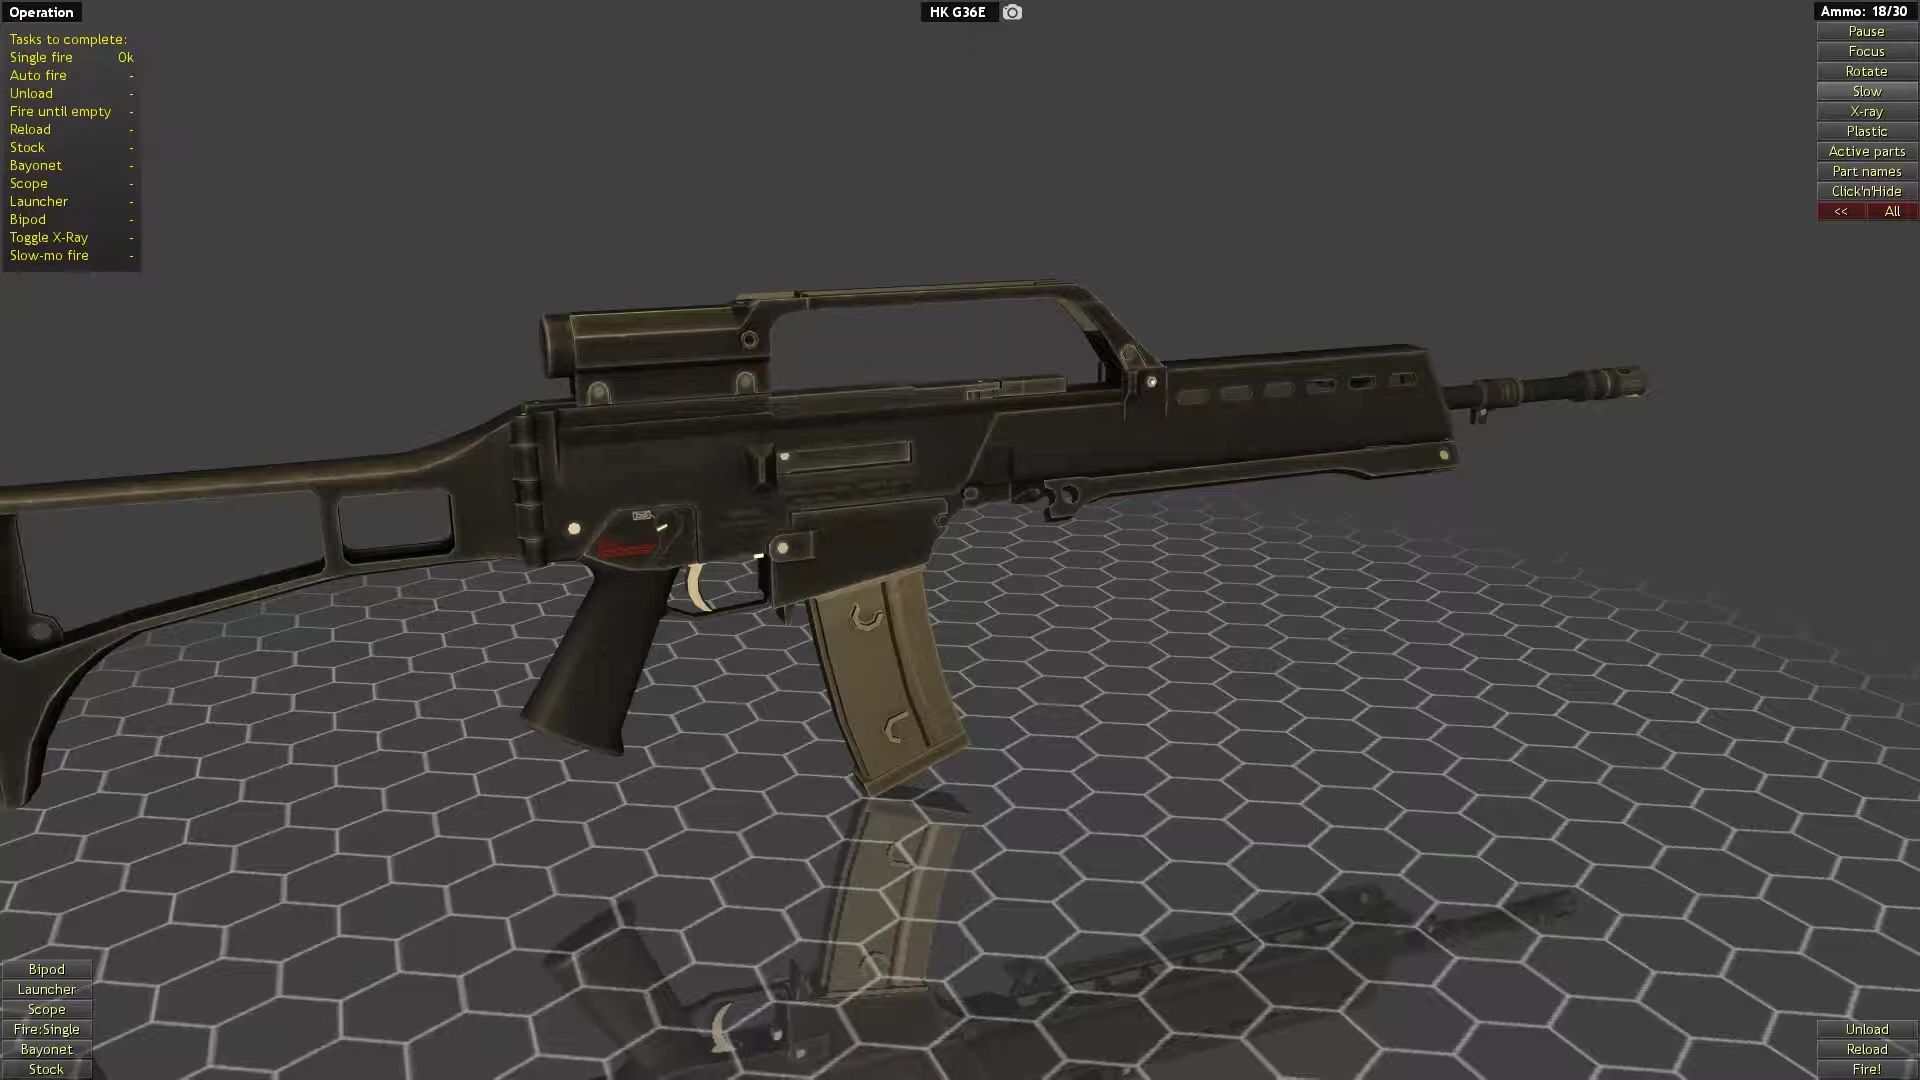 Operation
HK G36E
Ammo: 18/30
Tasks to complete:
Single fire Ok
Auto fire -
Unload -
Fire until empty -
Reload -
Stock -
Bayonet -
Scope -
Launcher -
Bipod -
Toggle X-Ray -
Slow-mo fire -
Pause
Focus
Rotate
Slow
X-ray
Plastic
Active parts
Part names
Click'n'Hide
<< All
Bipod
Launcher
Scope
Fire:Single
Bayonet
Stock
Unload
Reload
Fire!